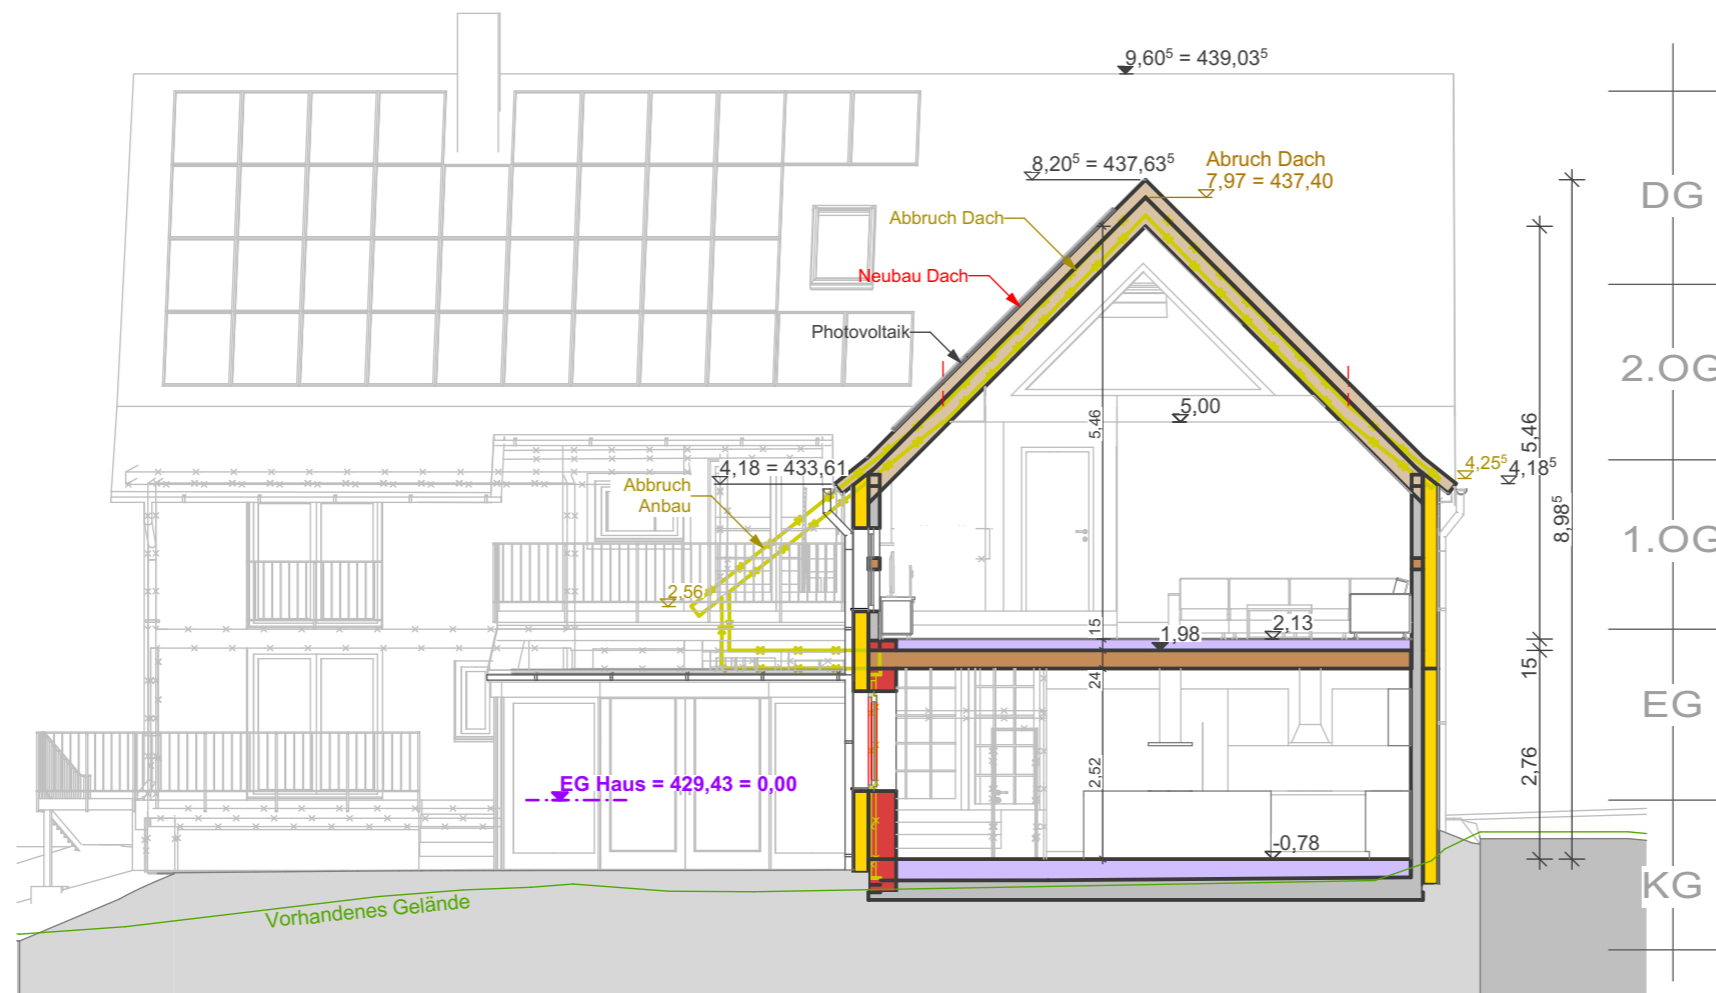 9,60⁵ = 439,03⁵
8,20⁵ = 437,63⁵
Abruch Dach
7,97 = 437,40
DG
Abbruch Dach
Neubau Dach
Photovoltaik
2.OG
5,00
5,46
5,46
4,18 = 433,61
4,25⁵
4,18⁵
Abbruch
Anbau
8,98⁵
1.OG
2,56
2,13
1,98
15
15
24
EG
2,76
2,52
EG Haus = 429,43 = 0,00
-0,78
KG
Vorhandenes Gelände